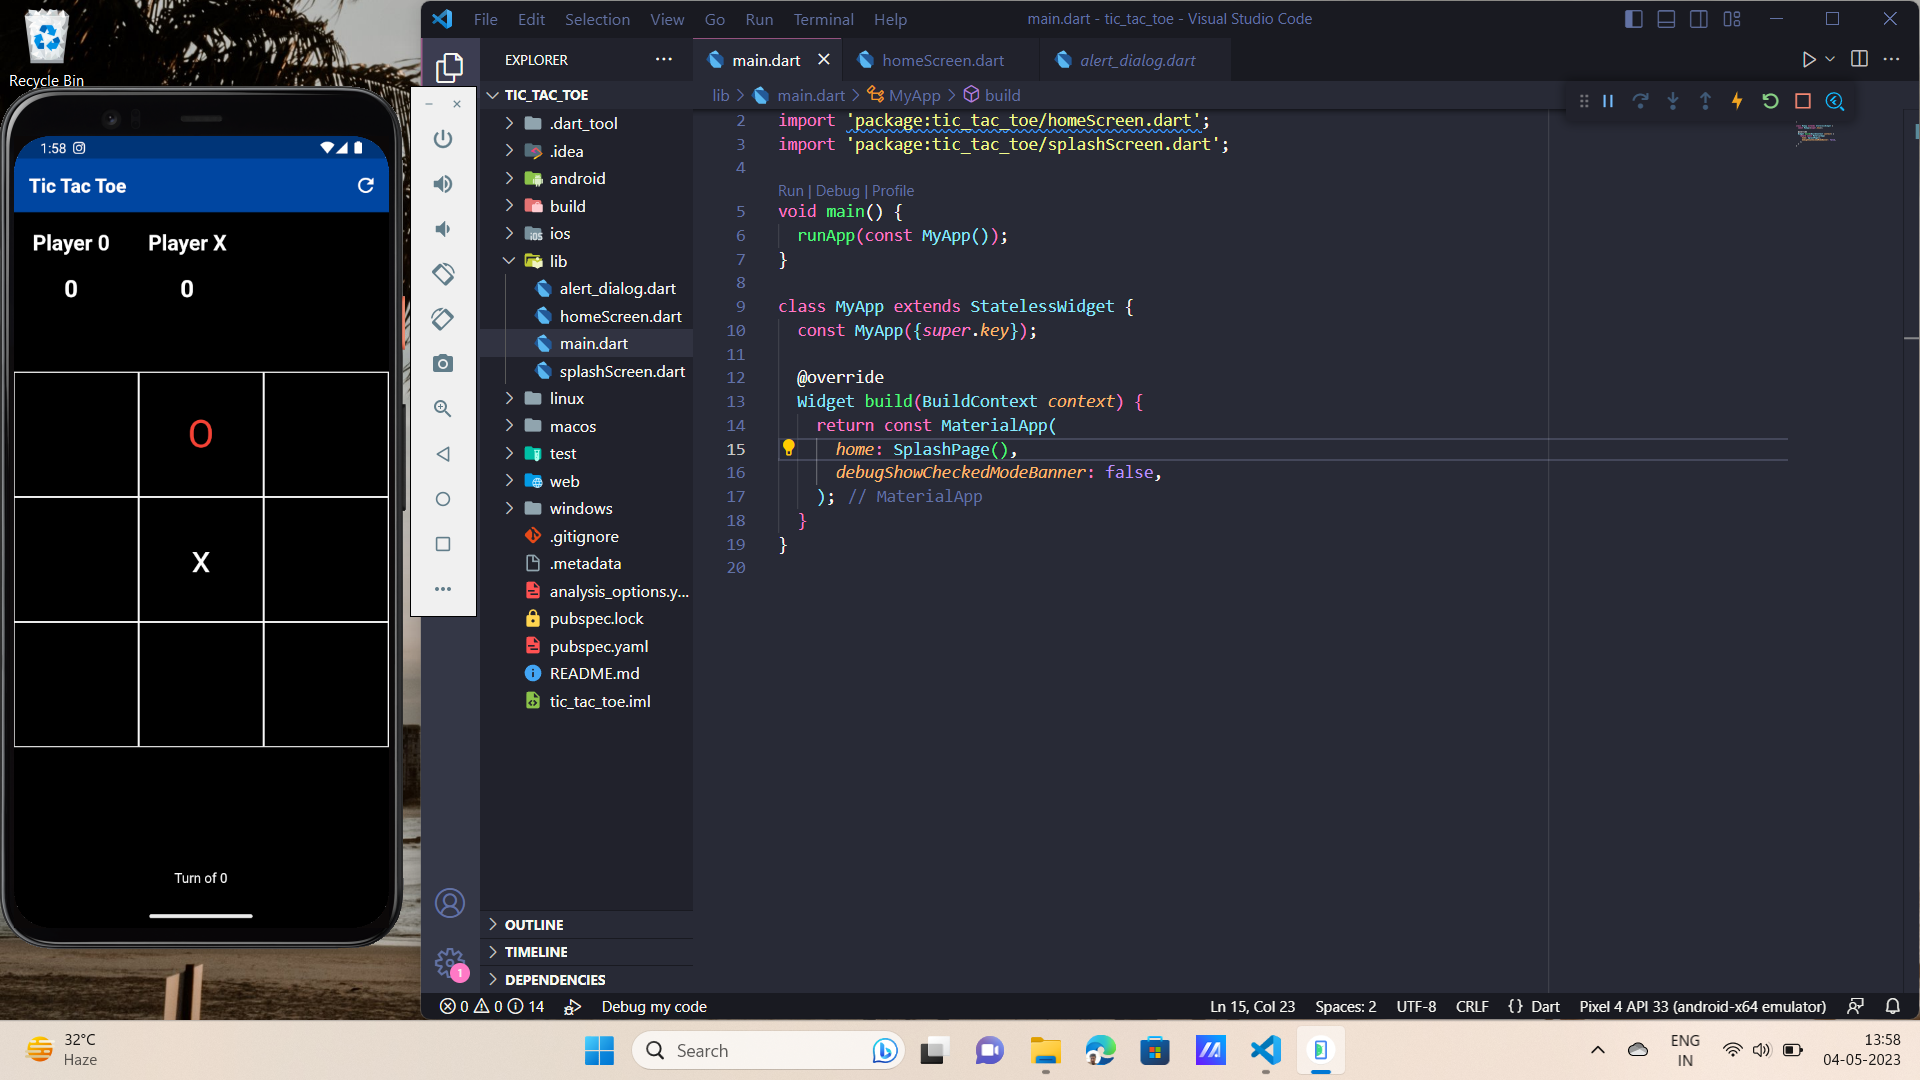 Recycle Bin
1:58
Tic Tac Toe
Player 0 Player X
0 0
O
X
Turn of 0
File Edit Selection View Go Run Terminal Help
main.dart - tic_tac_toe - Visual Studio Code
EXPLORER
TIC_TAC_TOE
.dart_tool
.idea
android
build
ios
lib
alert_dialog.dart
homeScreen.dart
main.dart
splashScreen.dart
linux
macos
test
web
windows
.gitignore
.metadata
analysis_options.y...
pubspec.lock
pubspec.yaml
README.md
tic_tac_toe.iml
OUTLINE
TIMELINE
DEPENDENCIES
1
main.dart homeScreen.dart alert_dialog.dart
lib > main.dart > MyApp > build
2 import 'package:tic_tac_toe/homeScreen.dart';
3 import 'package:tic_tac_toe/splashScreen.dart';
4
Run | Debug | Profile
5 void main() {
6 runApp(const MyApp());
7 }
8
9 class MyApp extends StatelessWidget {
10 const MyApp({super.key});
11
12 @override
13 Widget build(BuildContext context) {
14 return const MaterialApp(
15 home: SplashPage(),
16 debugShowCheckedModeBanner: false,
17 ); // MaterialApp
18 }
19 }
20
0 0 14 Debug my code Ln 15, Col 23 Spaces: 2 UTF-8 CRLF {} Dart Pixel 4 API 33 (android-x64 emulator)
32°C
Haze
Search
ENG
IN
13:58
04-05-2023